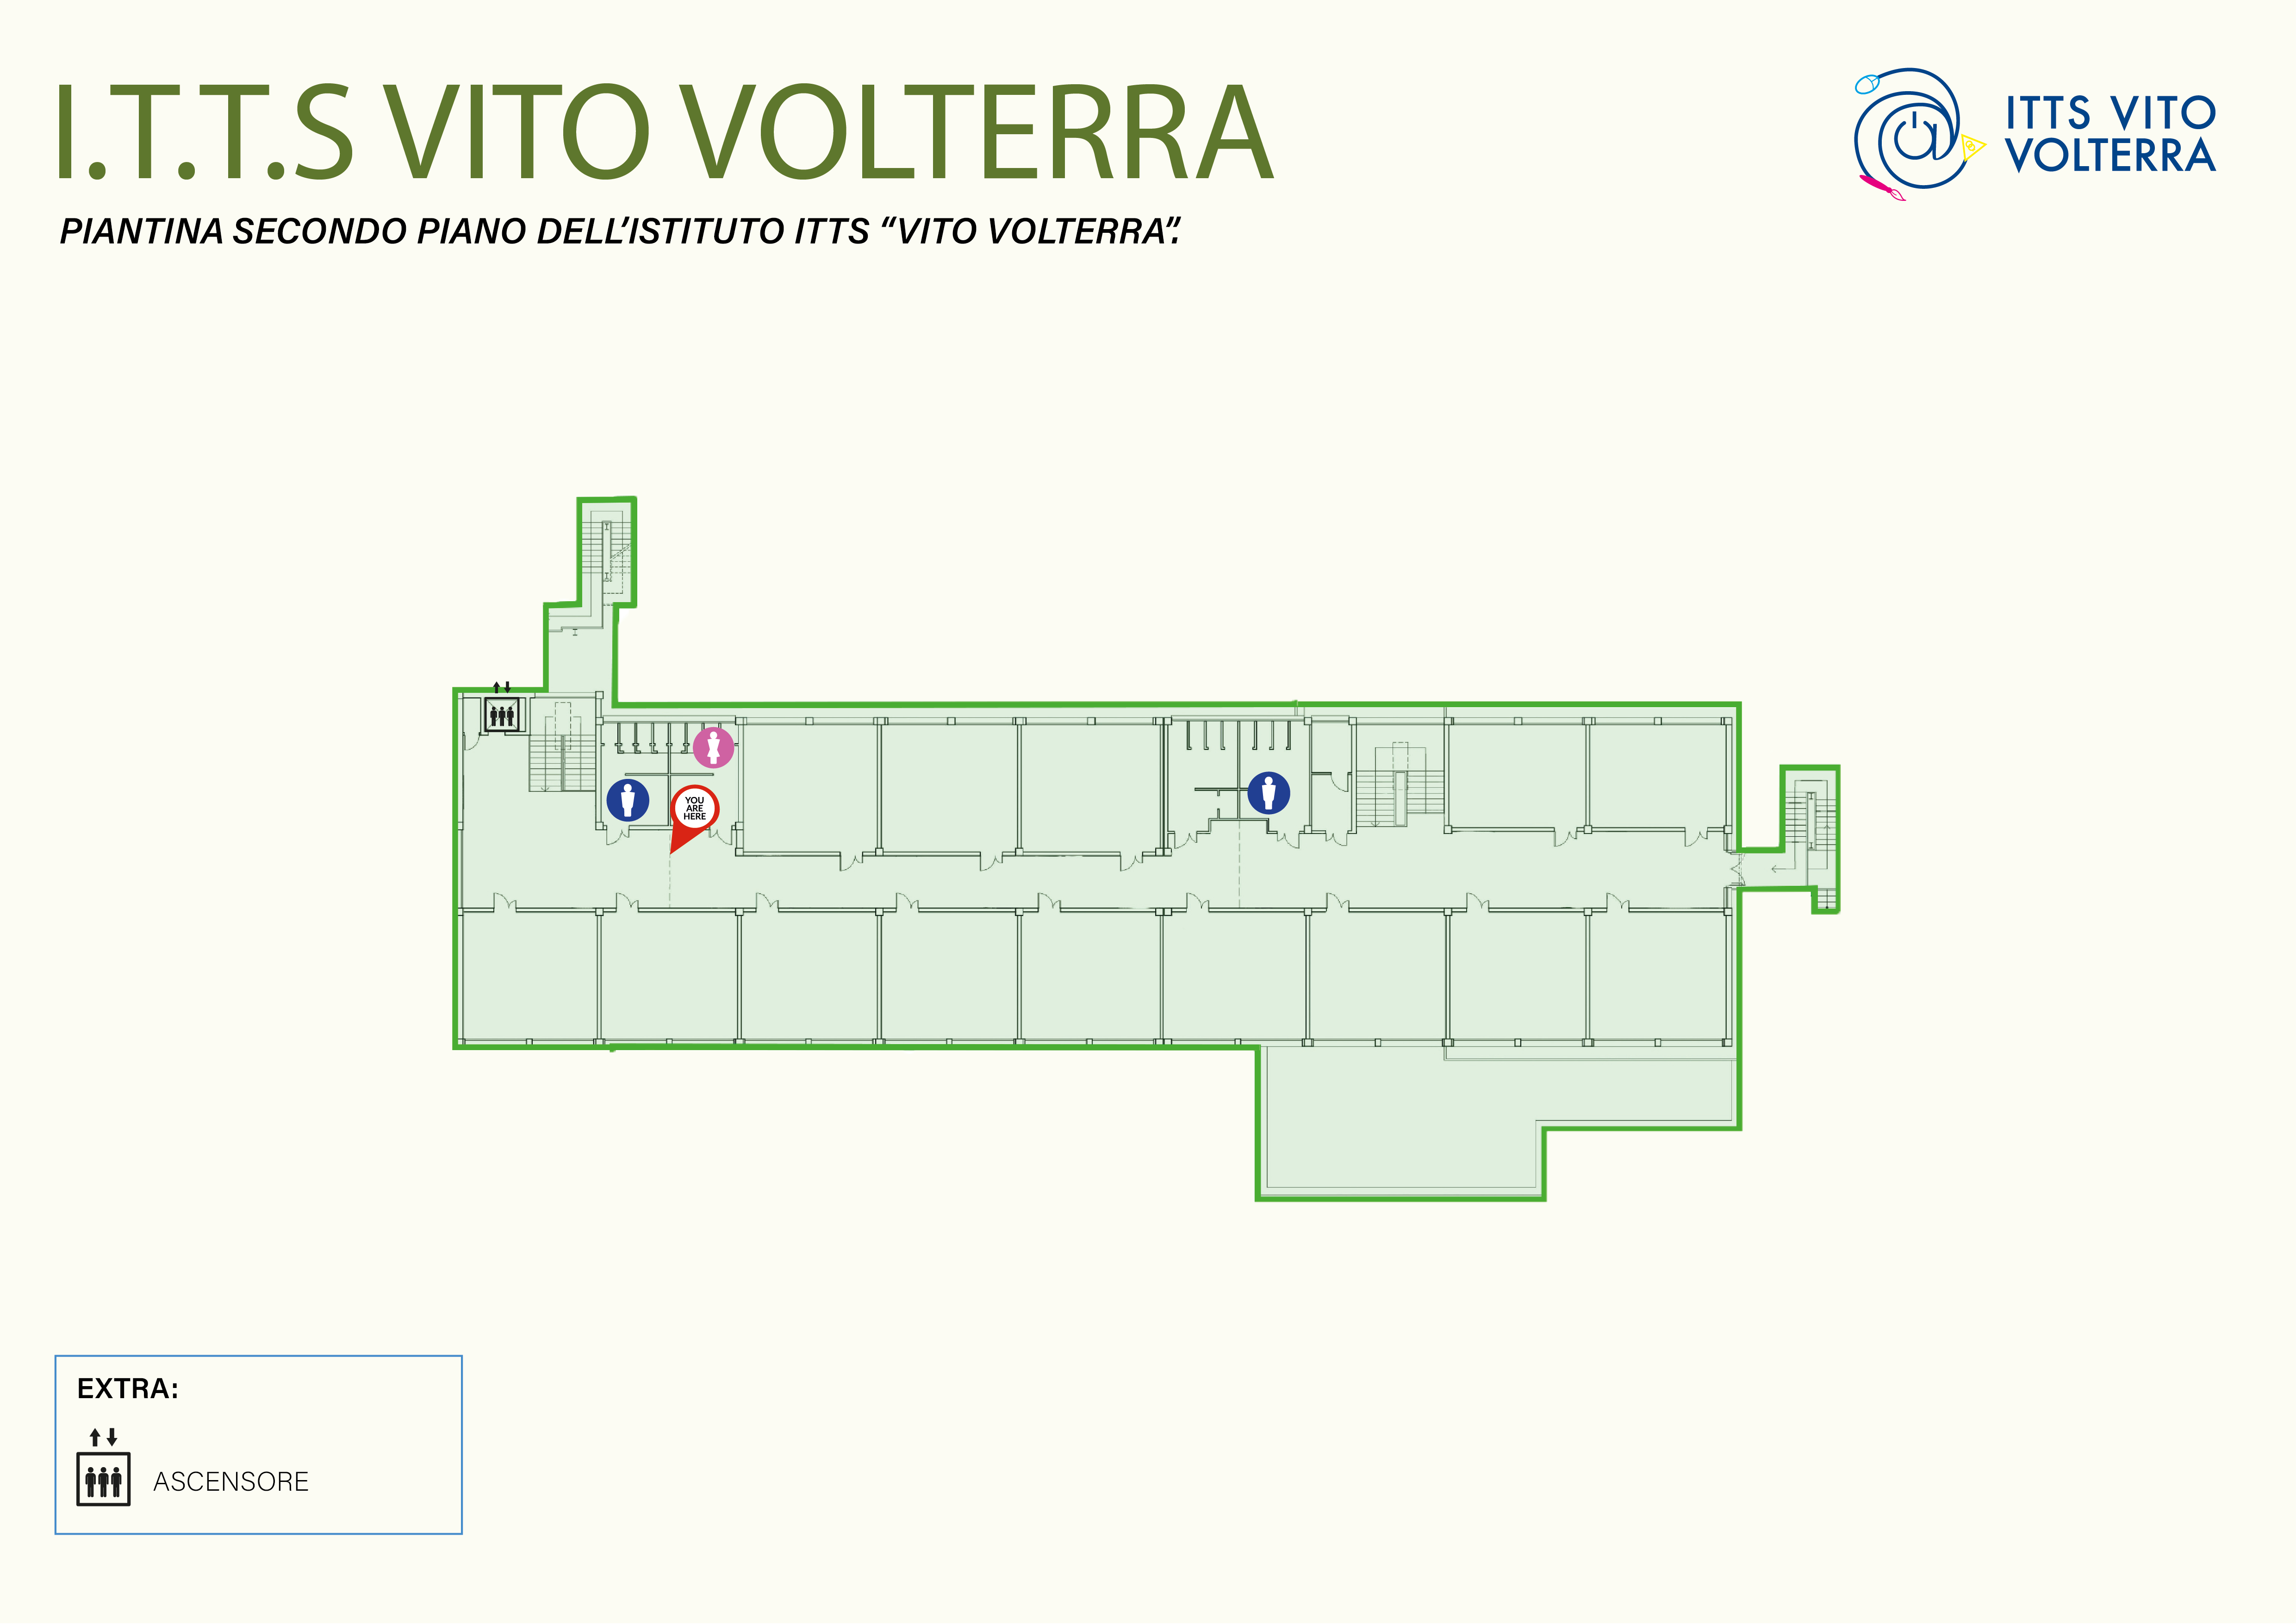 I.T.T.S VITO VOLTERRA
PIANTINA SECONDO PIANO DELL’ISTITUTO ITTS “VITO VOLTERRA”.
ITTS VITO
VOLTERRA
YOU
ARE
HERE
EXTRA:
ASCENSORE